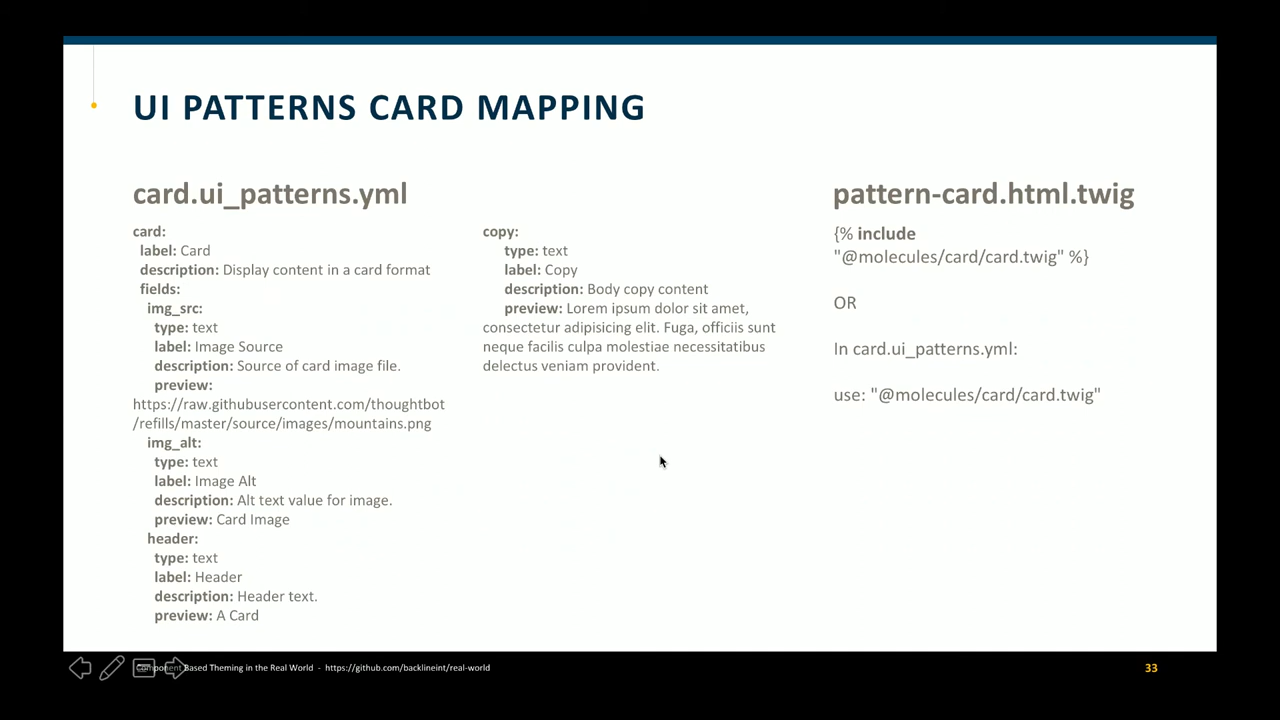 UI PATTERNS CARD MAPPING
card.ui_patterns.yml
card:
label: Card
description: Display content in a card format
fields:
img_src:
type: text
label: Image Source
description: Source of card image file.
preview:
https://raw.githubusercontent.com/thoughtbot
/refills/master/source/images/mountains.png
img_alt:
type: text
label: Image Alt
description: Alt text value for image.
preview: Card Image
header:
type: text
label: Header
description: Header text.
preview: A Card
copy:
type: text
label: Copy
description: Body copy content
preview: Lorem ipsum dolor sit amet,
consectetur adipisicing elit. Fuga, officiis sunt
neque facilis culpa molestiae necessitatibus
delectus veniam provident.
pattern-card.html.twig
{% include
"@molecules/card/card.twig" %}
OR
In card.ui_patterns.yml:
use: "@molecules/card/card.twig"
Component Based Theming in the Real World - https://github.com/backlineint/real-world
33